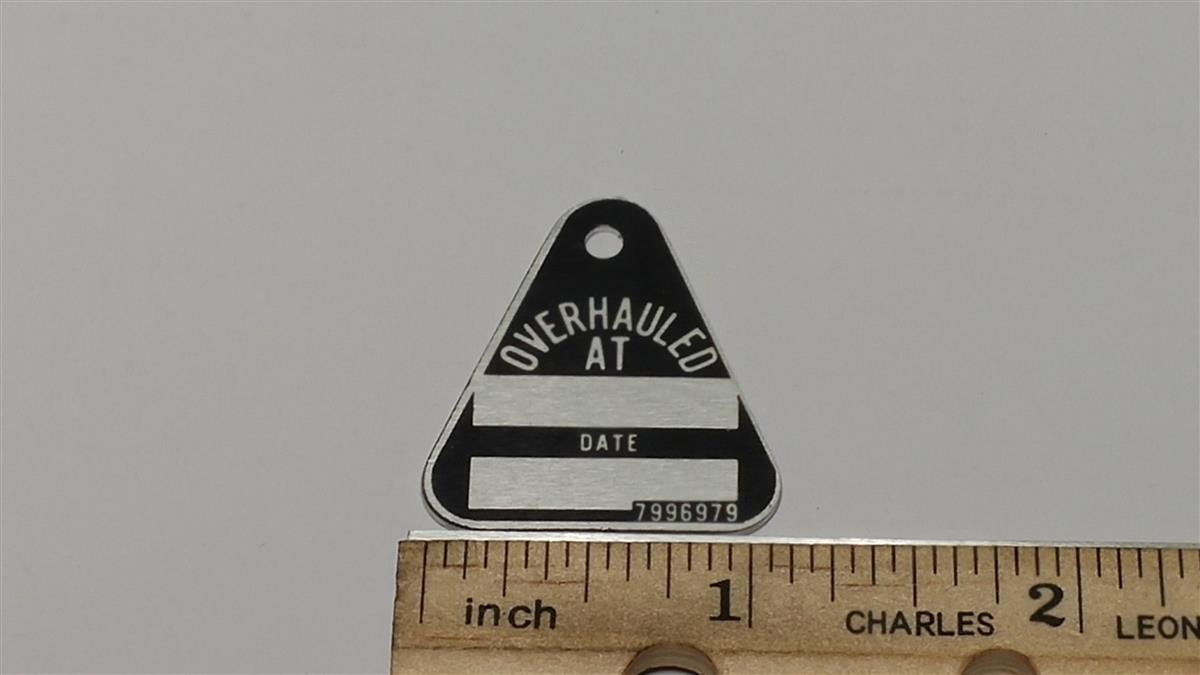 OVERHAULED
AT
DATE
7996979
1 2
inch CHARLES LEON